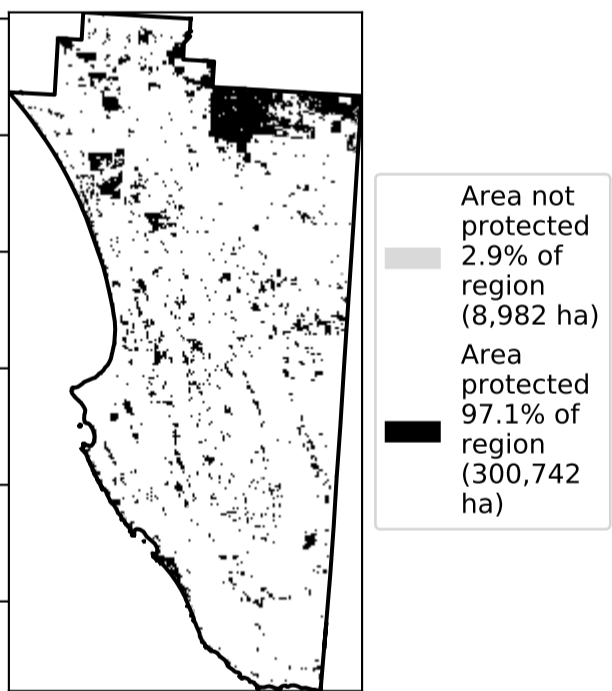 Area not
protected
2.9% of
region
(8,982 ha)
Area
protected
97.1% of
region
(300,742
ha)